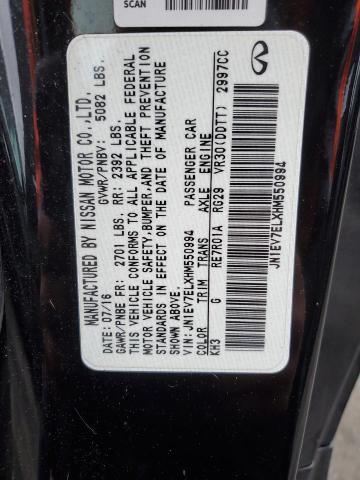 SCAN
MANUFACTURED BY NISSAN MOTOR CO.,LTD.
DATE: 07/16 GVWR/PNBV: 5082 LBS.
GAWR/PNBE FR: 2701 LBS. RR: 2392 LBS.
THIS VEHICLE CONFORMS TO ALL APPLICABLE FEDERAL
MOTOR VEHICLE SAFETY,BUMPER,AND THEFT PREVENTION
STANDARDS IN EFFECT ON THE DATE OF MANUFACTURE
SHOWN ABOVE.
VIN: JN1EV7ELXHM550994 PASSENGER CAR
COLOR TRIM TRANS AXLE ENGINE
KH3 G RE7R01A RG29 VR30(DDTT) 2997CC
JN1EV7ELXHM550994